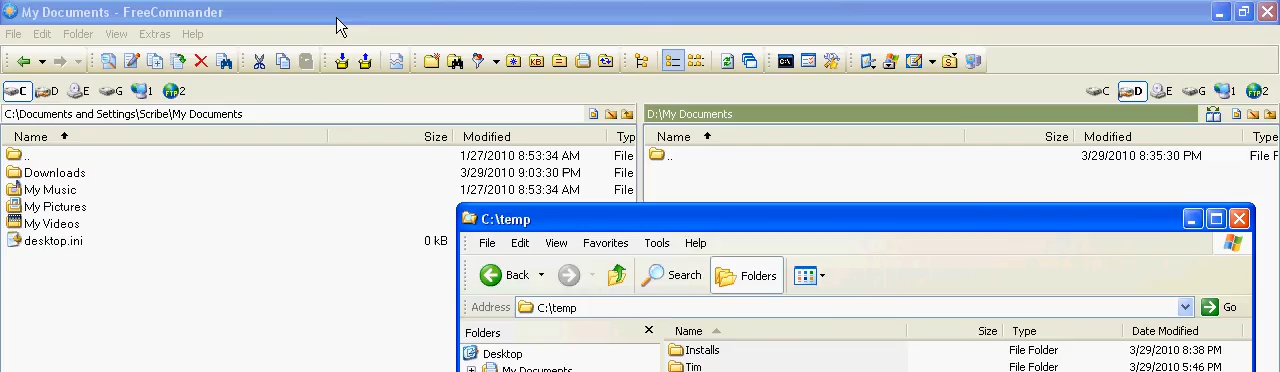 My Documents - FreeCommander
File Edit Folder View Extras Help
C D E G 1 2 C D E G 1 2
C:\Documents and Settings\Scribe\My Documents D:\My Documents
Name Size Modified Typ Name Size Modified Type
.. 1/27/2010 8:53:34 AM File .. 3/29/2010 8:35:30 PM File F
Downloads 3/29/2010 9:03:30 PM File
My Music 1/27/2010 8:53:34 AM File
My Pictures
My Videos
desktop.ini 0 kB
C:\temp
File Edit View Favorites Tools Help
Back Search Folders
Address C:\temp Go
Folders Name Size Type Date Modified
Desktop Installs File Folder 3/29/2010 8:38 PM
My Documents Tim File Folder 3/29/2010 5:46 PM